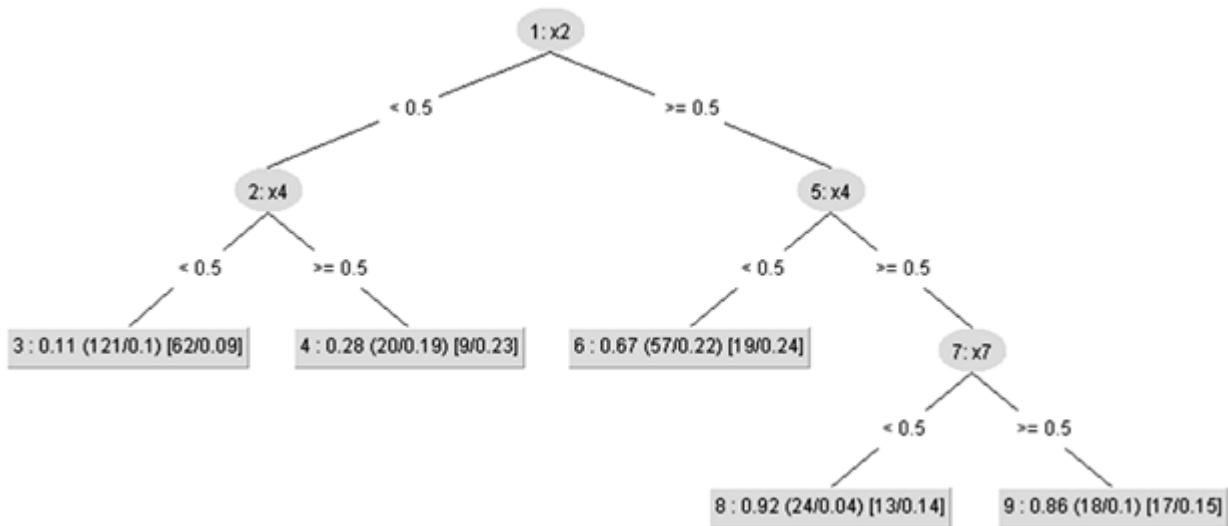 1: x2
< 0.5
>= 0.5
2: x4
5: x4
< 0.5
>= 0.5
< 0.5
>= 0.5
3 : 0.11 (121/0.1) [62/0.09]
4 : 0.28 (20/0.19) [9/0.23]
6 : 0.67 (57/0.22) [19/0.24]
7: x7
< 0.5
>= 0.5
8 : 0.92 (24/0.04) [13/0.14]
9 : 0.86 (18/0.1) [17/0.15]